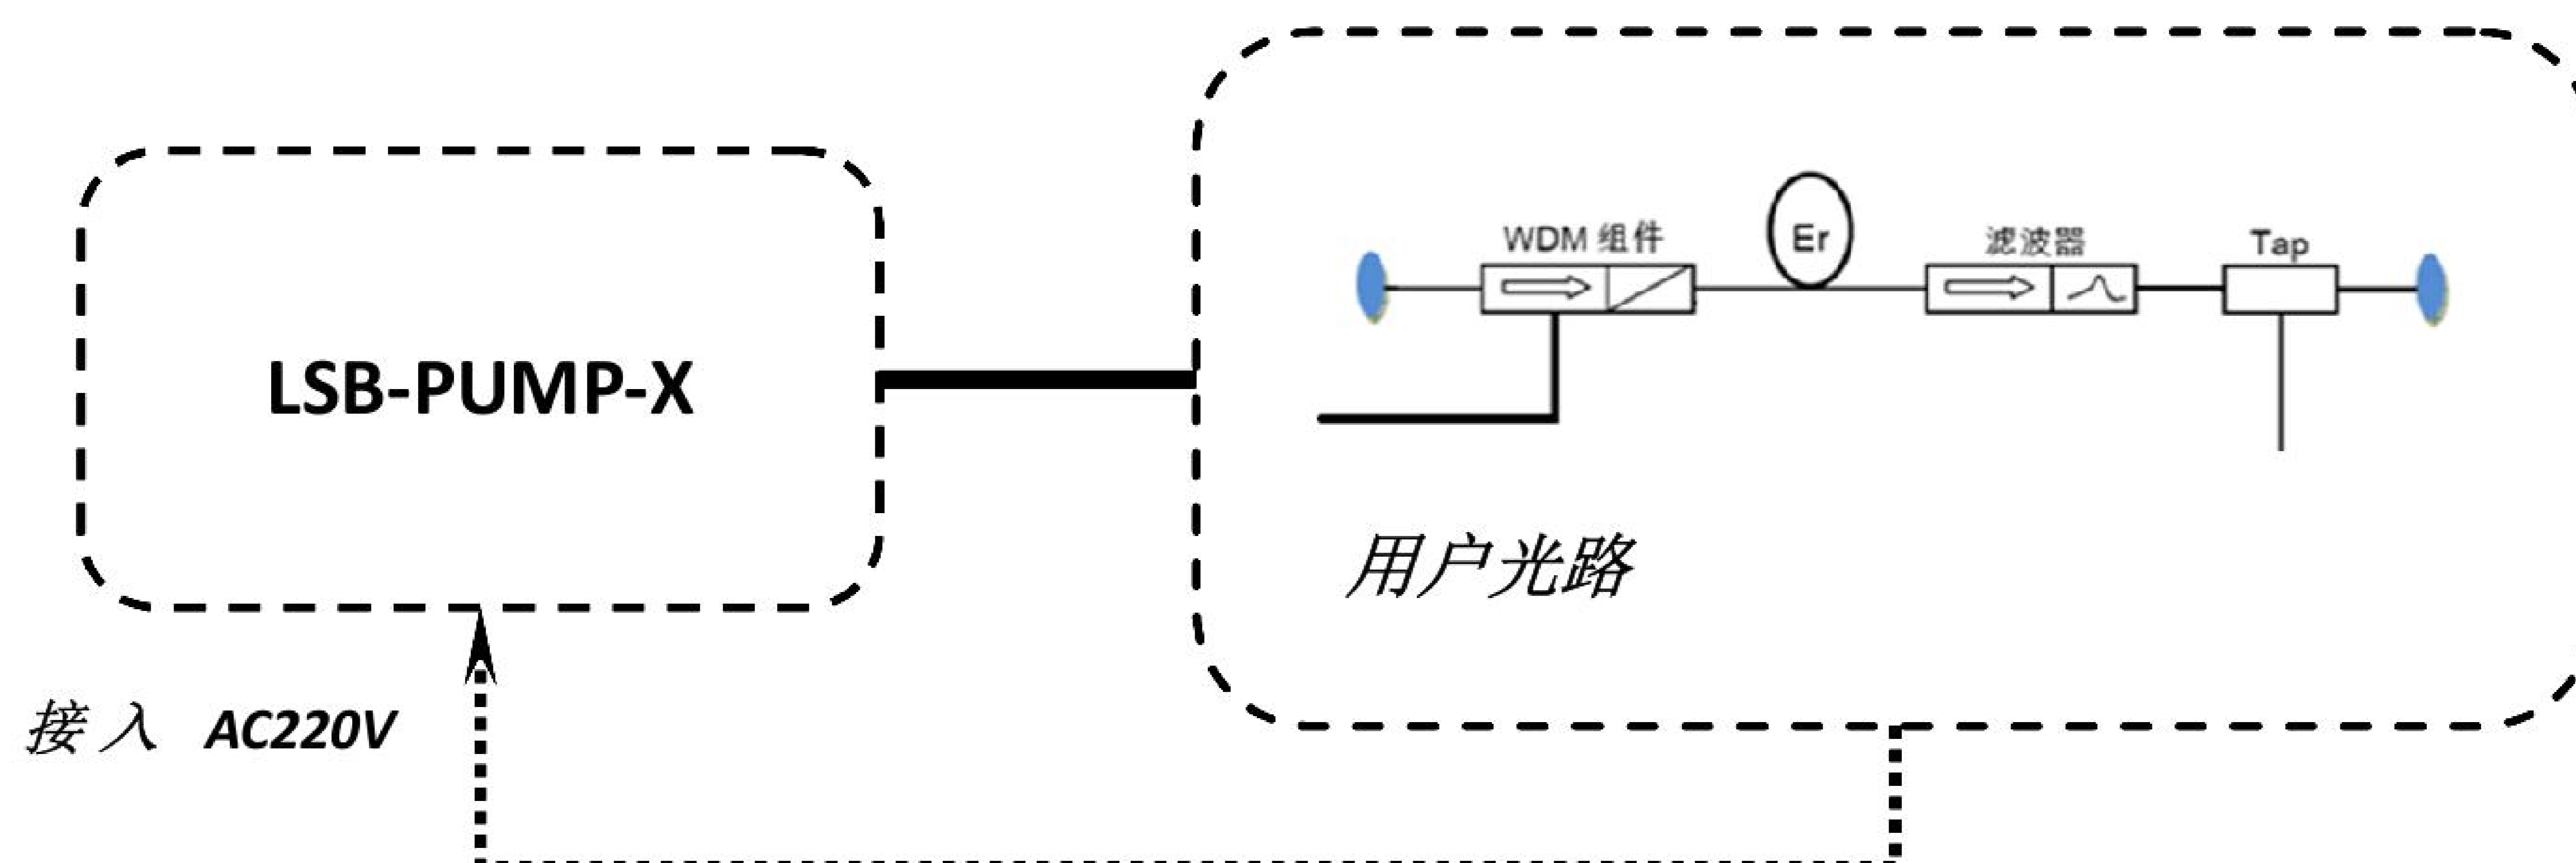 WDM 组件
Er
滤波器
Tap
LSB-PUMP-X
用户光路
接入 AC220V